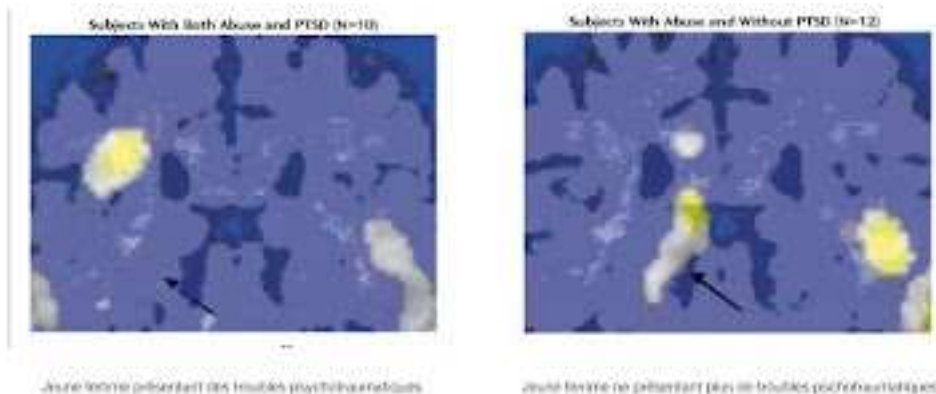 Subjects With Both Abuse and PTSD (N=10)
Subjects With Abuse and Without PTSD (N=12)
Jeune femme présentant des troubles psychotraumatiques
Jeune femme ne présentant plus de troubles pschotraumatiques